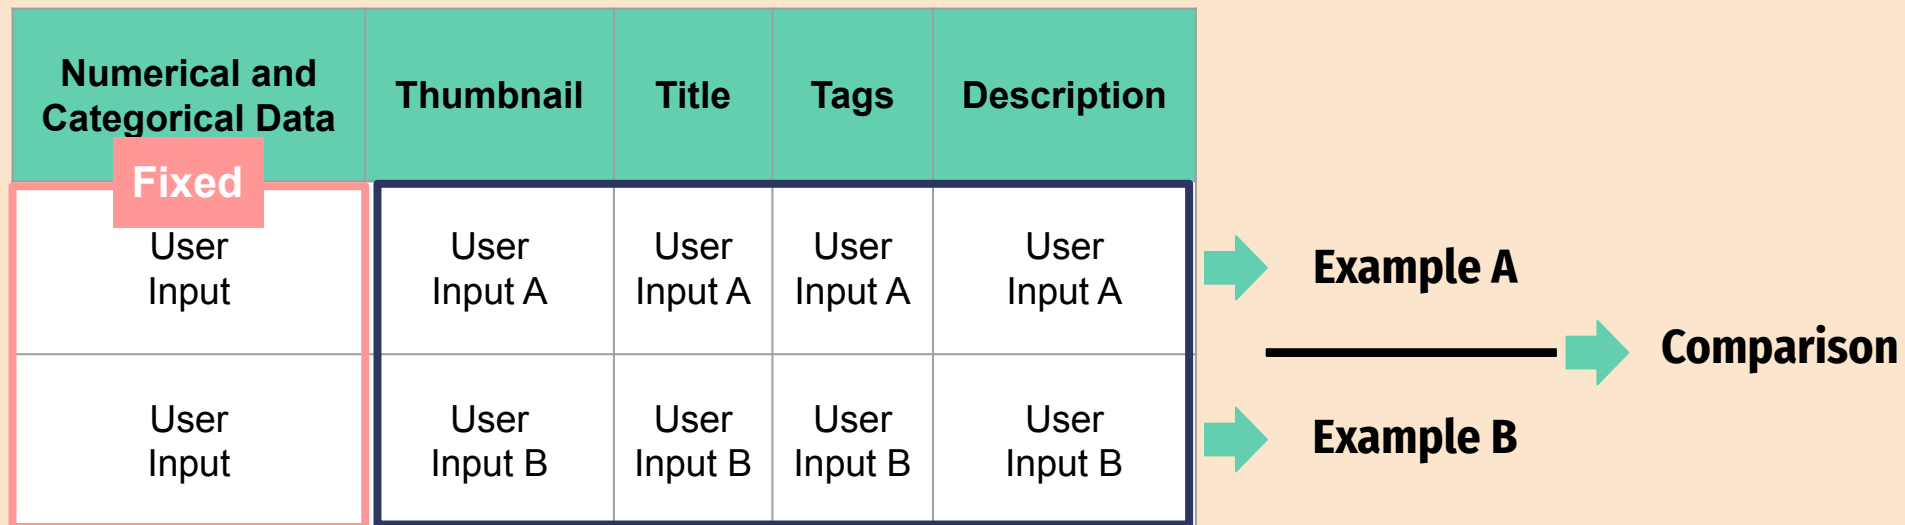 Numerical and
Categorical Data
Thumbnail
Title
Tags
Description
Fixed
User
Input
User
Input A
User
Input A
User
Input A
User
Input A
Example A
Comparison
User
Input
User
Input B
User
Input B
User
Input B
User
Input B
Example B